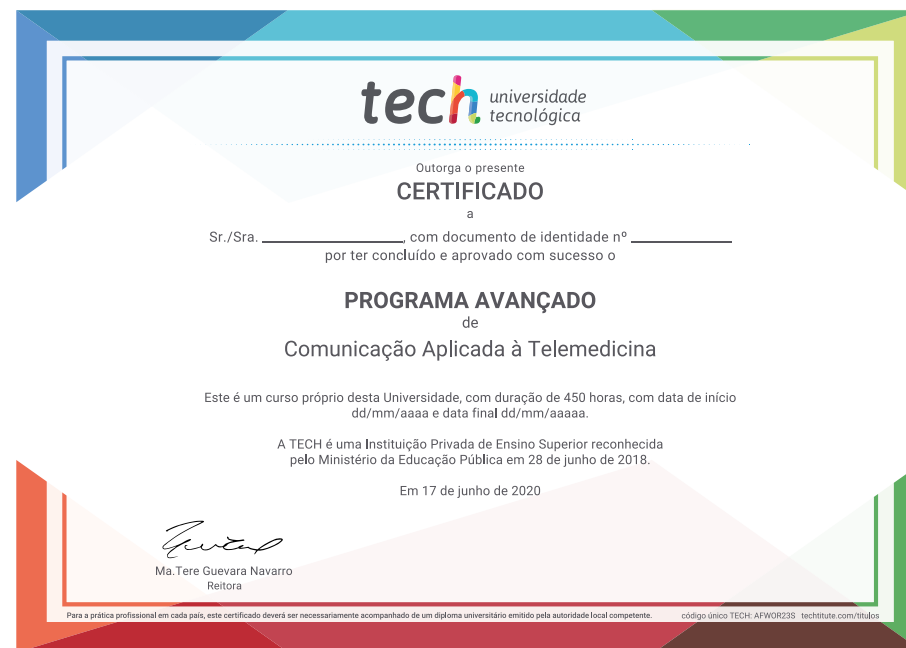 tech universidade
tecnológica
Outorga o presente
CERTIFICADO
a
Sr./Sra. ____________, com documento de identidade nº ____________
por ter concluído e aprovado com sucesso o
PROGRAMA AVANÇADO
de
Comunicação Aplicada à Telemedicina
Este é um curso próprio desta Universidade, com duração de 450 horas, com data de início
dd/mm/aaaa e data final dd/mm/aaaaa.
A TECH é uma Instituição Privada de Ensino Superior reconhecida
pelo Ministério da Educação Pública em 28 de junho de 2018.
Em 17 de junho de 2020
Ma.Tere Guevara Navarro
Reitora
Para a prática profissional em cada país, este certificado deverá ser necessariamente acompanhado de um diploma universitário emitido pela autoridade local competente. código único TECH: AFWOR23S techtitute.com/titulos